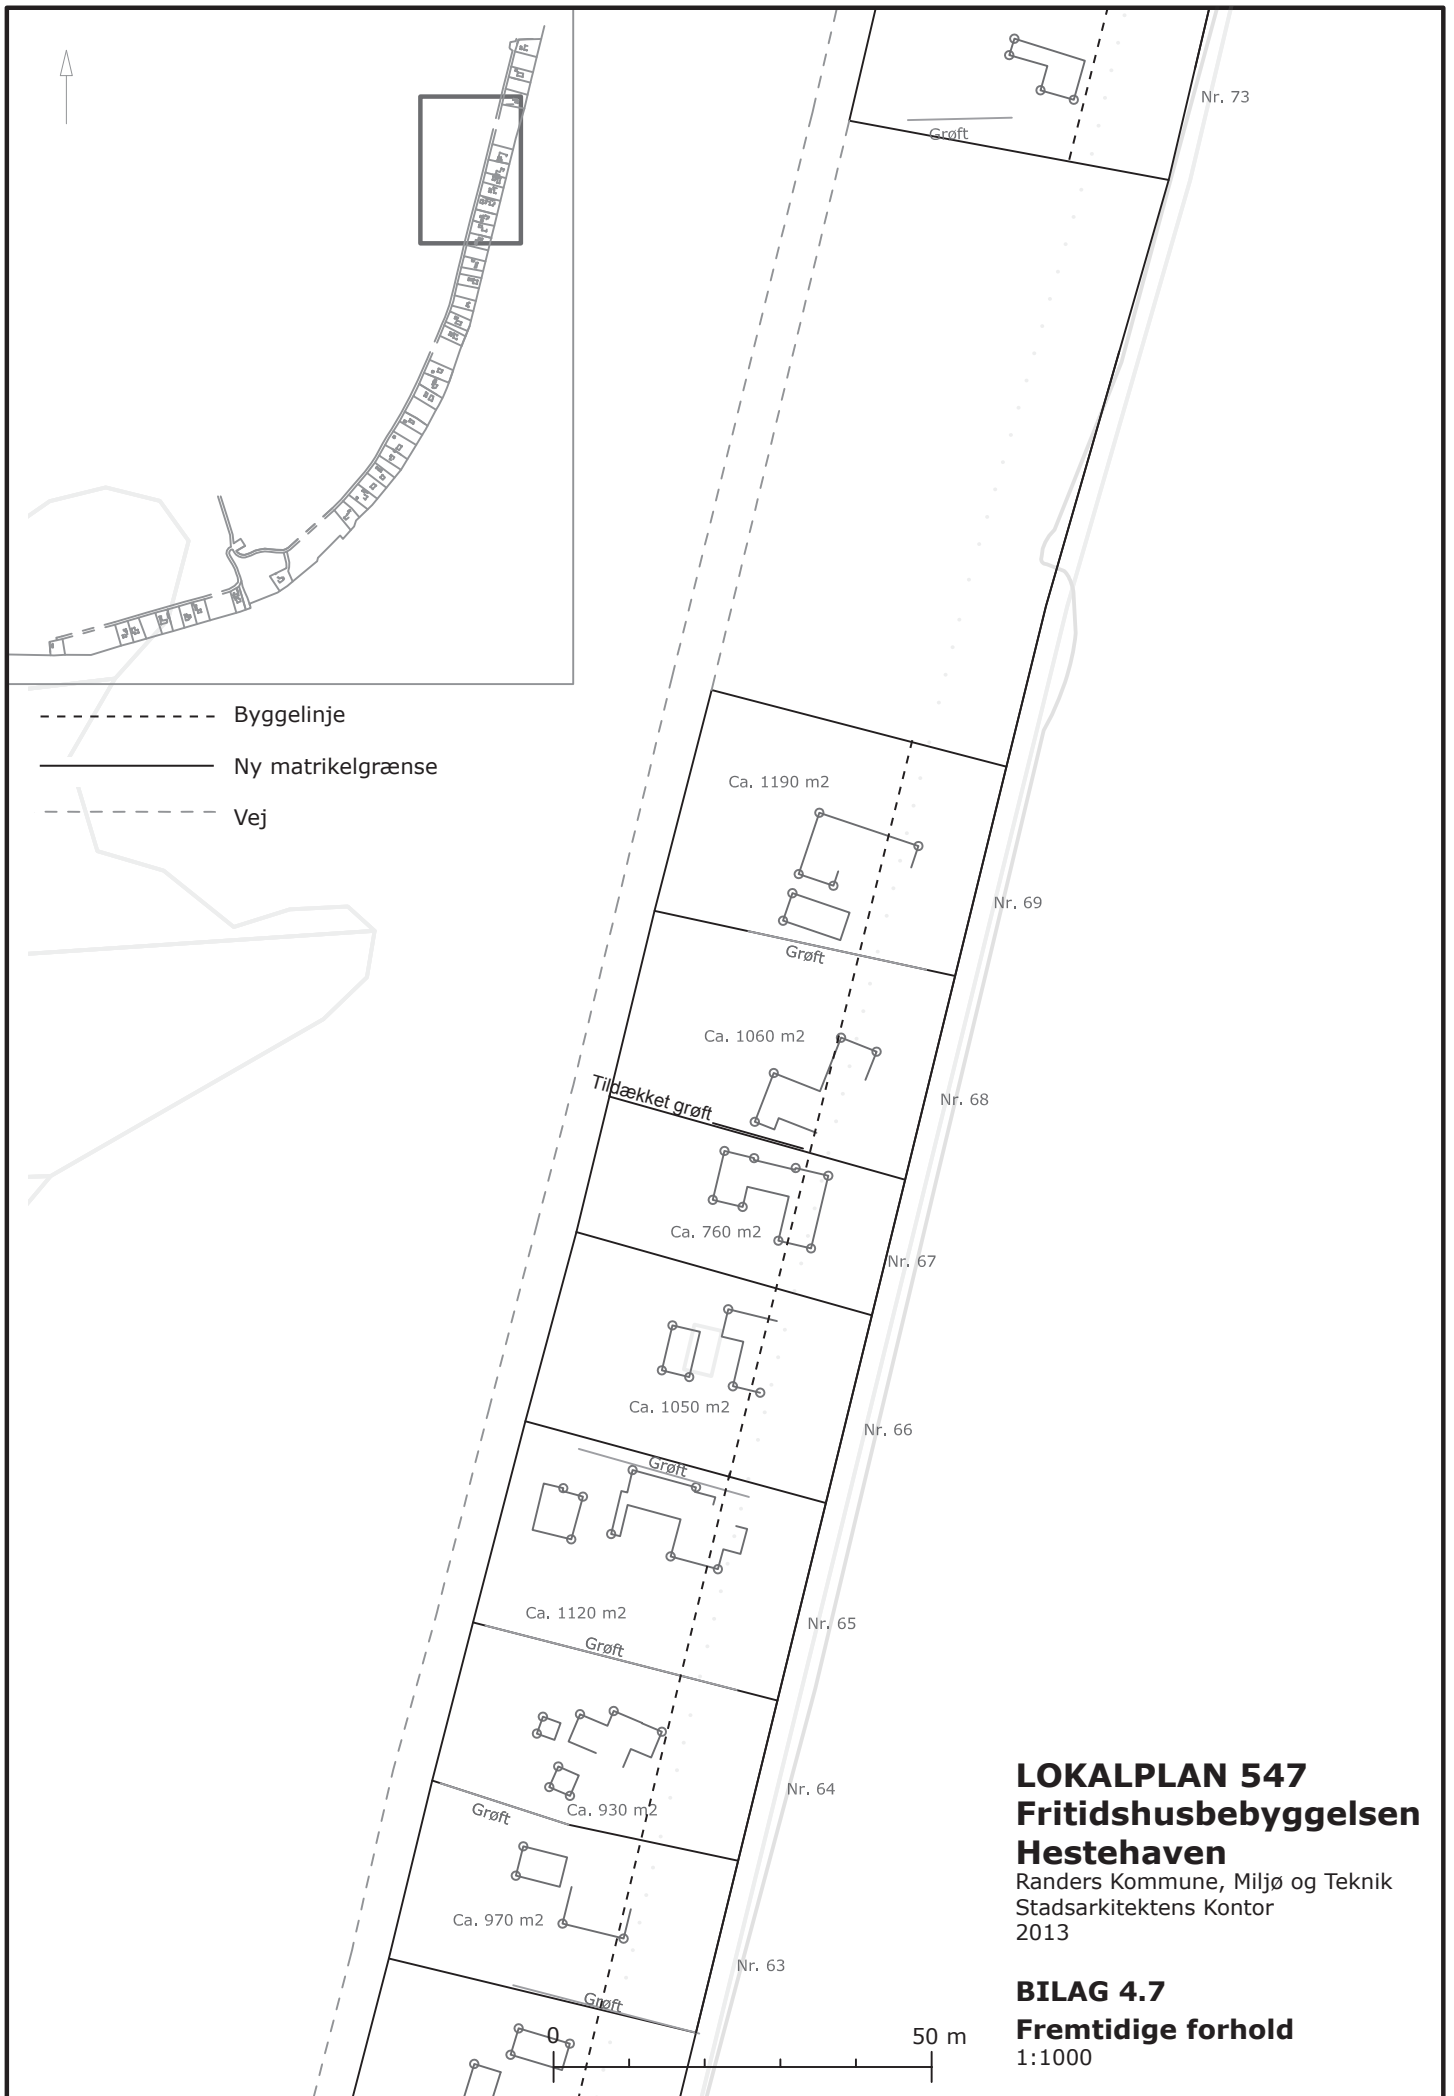 Nr. 73
Grøft
Byggelinje
Ny matrikelgrænse
Vej
Ca. 1190 m2
Nr. 69
Grøft
Ca. 1060 m2
Tildækket grøft
Nr. 68
Ca. 760 m2
Nr. 67
Ca. 1050 m2
Nr. 66
Grøft
Ca. 1120 m2
Nr. 65
Grøft
Nr. 64
Ca. 930 m2
Grøft
Ca. 970 m2
Nr. 63
Grøft
0
50 m
LOKALPLAN 547
Fritidshusbebyggelsen
Hestehaven
Randers Kommune, Miljø og Teknik
Stadsarkitektens Kontor
2013
BILAG 4.7
Fremtidige forhold
1:1000